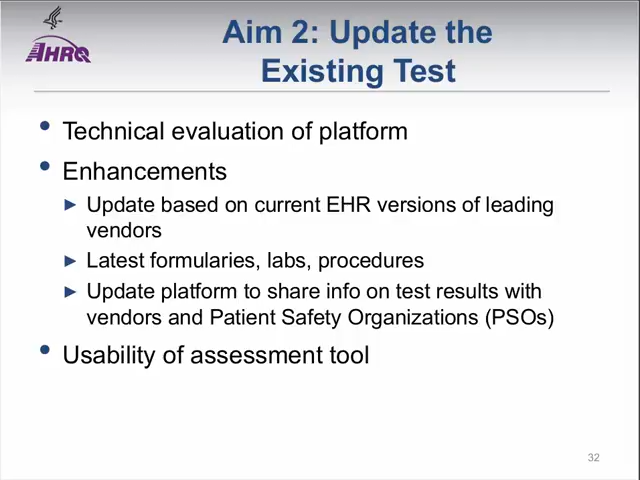 AHRQ
Aim 2: Update the
Existing Test
• Technical evaluation of platform
• Enhancements
► Update based on current EHR versions of leading
vendors
► Latest formularies, labs, procedures
► Update platform to share info on test results with
vendors and Patient Safety Organizations (PSOs)
• Usability of assessment tool
32